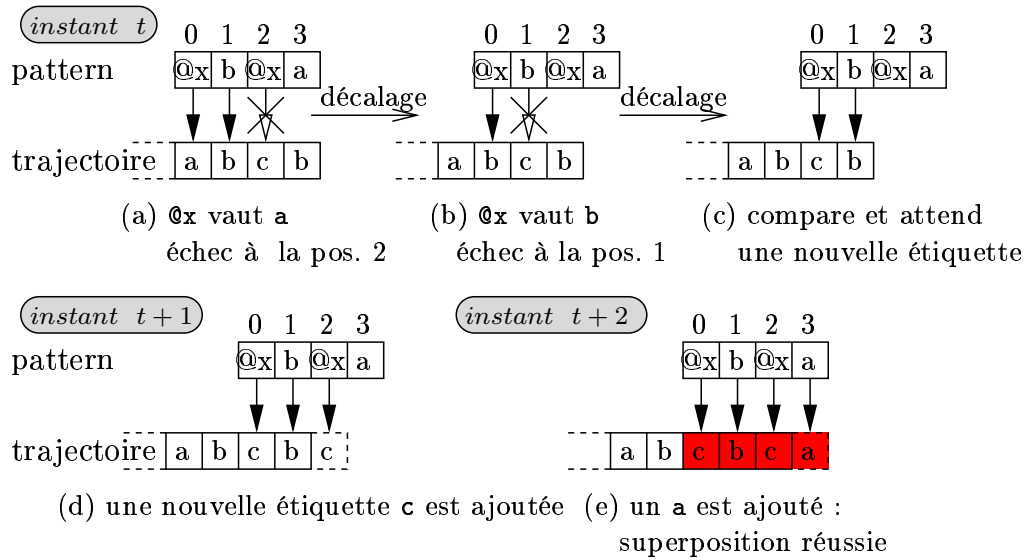 instant t
0 1 2 3 0 1 2 3 0 1 2 3
pattern @x b @x a @x b @x a @x b @x a
décalage décalage
trajectoire a b c b a b c b a b c b
(a) @x vaut a
échec à la pos. 2
(b) @x vaut b
échec à la pos. 1
(c) compare et attend
une nouvelle étiquette
instant t + 1 instant t + 2
0 1 2 3 0 1 2 3
pattern @x b @x a @x b @x a
trajectoire a b c b c a b c b c a
(d) une nouvelle étiquette c est ajoutée
(e) un a est ajouté :
superposition réussie